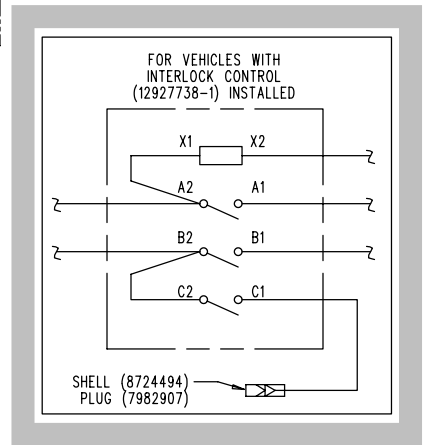 FOR VEHICLES WITH
INTERLOCK CONTROL
(12927738-1) INSTALLED
X1 X2
A2 A1
B2 B1
C2 C1
SHELL (8724494)
PLUG (7982907)